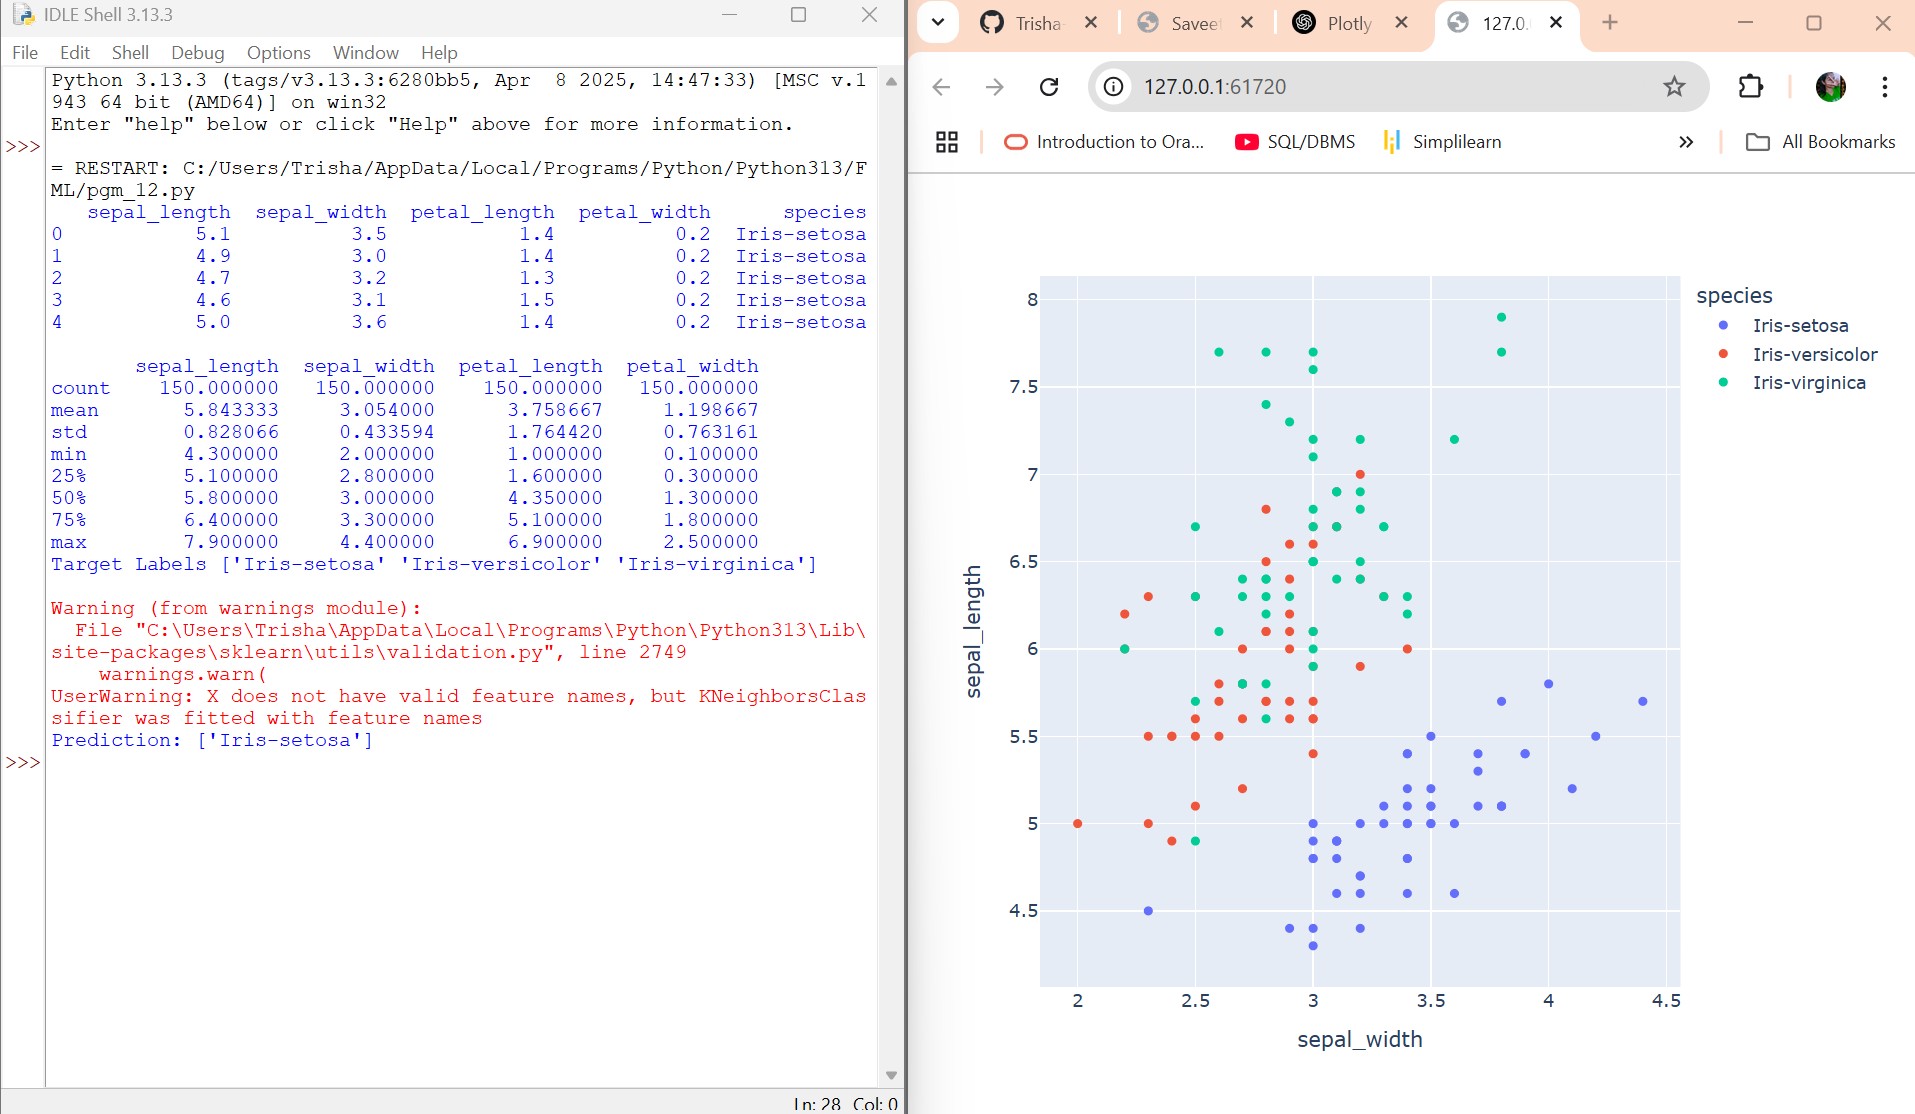 IDLE Shell 3.13.3
File Edit Shell Debug Options Window Help
Python 3.13.3 (tags/v3.13.3:6280bb5, Apr  8 2025, 14:47:33) [MSC v.1
943 64 bit (AMD64)] on win32
Enter "help" below or click "Help" above for more information.
>>>
= RESTART: C:/Users/Trisha/AppData/Local/Programs/Python/Python313/F
ML/pgm_12.py
sepal_length sepal_width petal_length petal_width species
0 5.1 3.5 1.4 0.2 Iris-setosa
1 4.9 3.0 1.4 0.2 Iris-setosa
2 4.7 3.2 1.3 0.2 Iris-setosa
3 4.6 3.1 1.5 0.2 Iris-setosa
4 5.0 3.6 1.4 0.2 Iris-setosa
sepal_length sepal_width petal_length petal_width
count 150.000000 150.000000 150.000000 150.000000
mean 5.843333 3.054000 3.758667 1.198667
std 0.828066 0.433594 1.764420 0.763161
min 4.300000 2.000000 1.000000 0.100000
25% 5.100000 2.800000 1.600000 0.300000
50% 5.800000 3.000000 4.350000 1.300000
75% 6.400000 3.300000 5.100000 1.800000
max 7.900000 4.400000 6.900000 2.500000
Target Labels ['Iris-setosa' 'Iris-versicolor' 'Iris-virginica']
Warning (from warnings module):
File "C:\Users\Trisha\AppData\Local\Programs\Python\Python313\Lib\
site-packages\sklearn\utils\validation.py", line 2749
warnings.warn(
UserWarning: X does not have valid feature names, but KNeighborsClas
sifier was fitted with feature names
Prediction: ['Iris-setosa']
>>>
Ln: 28 Col: 0
Trisha- Saveet Plotly 127.0.
127.0.0.1:61720
Introduction to Ora... SQL/DBMS Simplilearn » All Bookmarks
species
Iris-setosa
Iris-versicolor
Iris-virginica
8
7.5
7
6.5
6
5.5
5
4.5
sepal_length
2 2.5 3 3.5 4 4.5
sepal_width